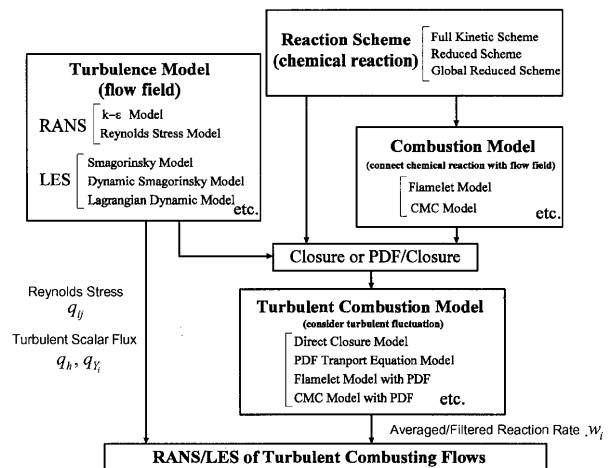 Reaction Scheme
(chemical reaction)
Full Kinetic Scheme
Reduced Scheme
Global Reduced Scheme
Turbulence Model
(flow field)
RANS
k-ε Model
Reynolds Stress Model
LES
Smagorinsky Model
Dynamic Smagorinsky Model
Lagrangian Dynamic Model
etc.
Combustion Model
(connect chemical reaction with flow field)
Flamelet Model
CMC Model
etc.
Closure or PDF/Closure
Reynolds Stress
q_ij
Turbulent Scalar Flux
q_h, q_Y_i
Turbulent Combustion Model
(consider turbulent fluctuation)
Direct Closure Model
PDF Tranport Equation Model
Flamelet Model with PDF
CMC Model with PDF
etc.
Averaged/Filtered Reaction Rate w_i
RANS/LES of Turbulent Combusting Flows